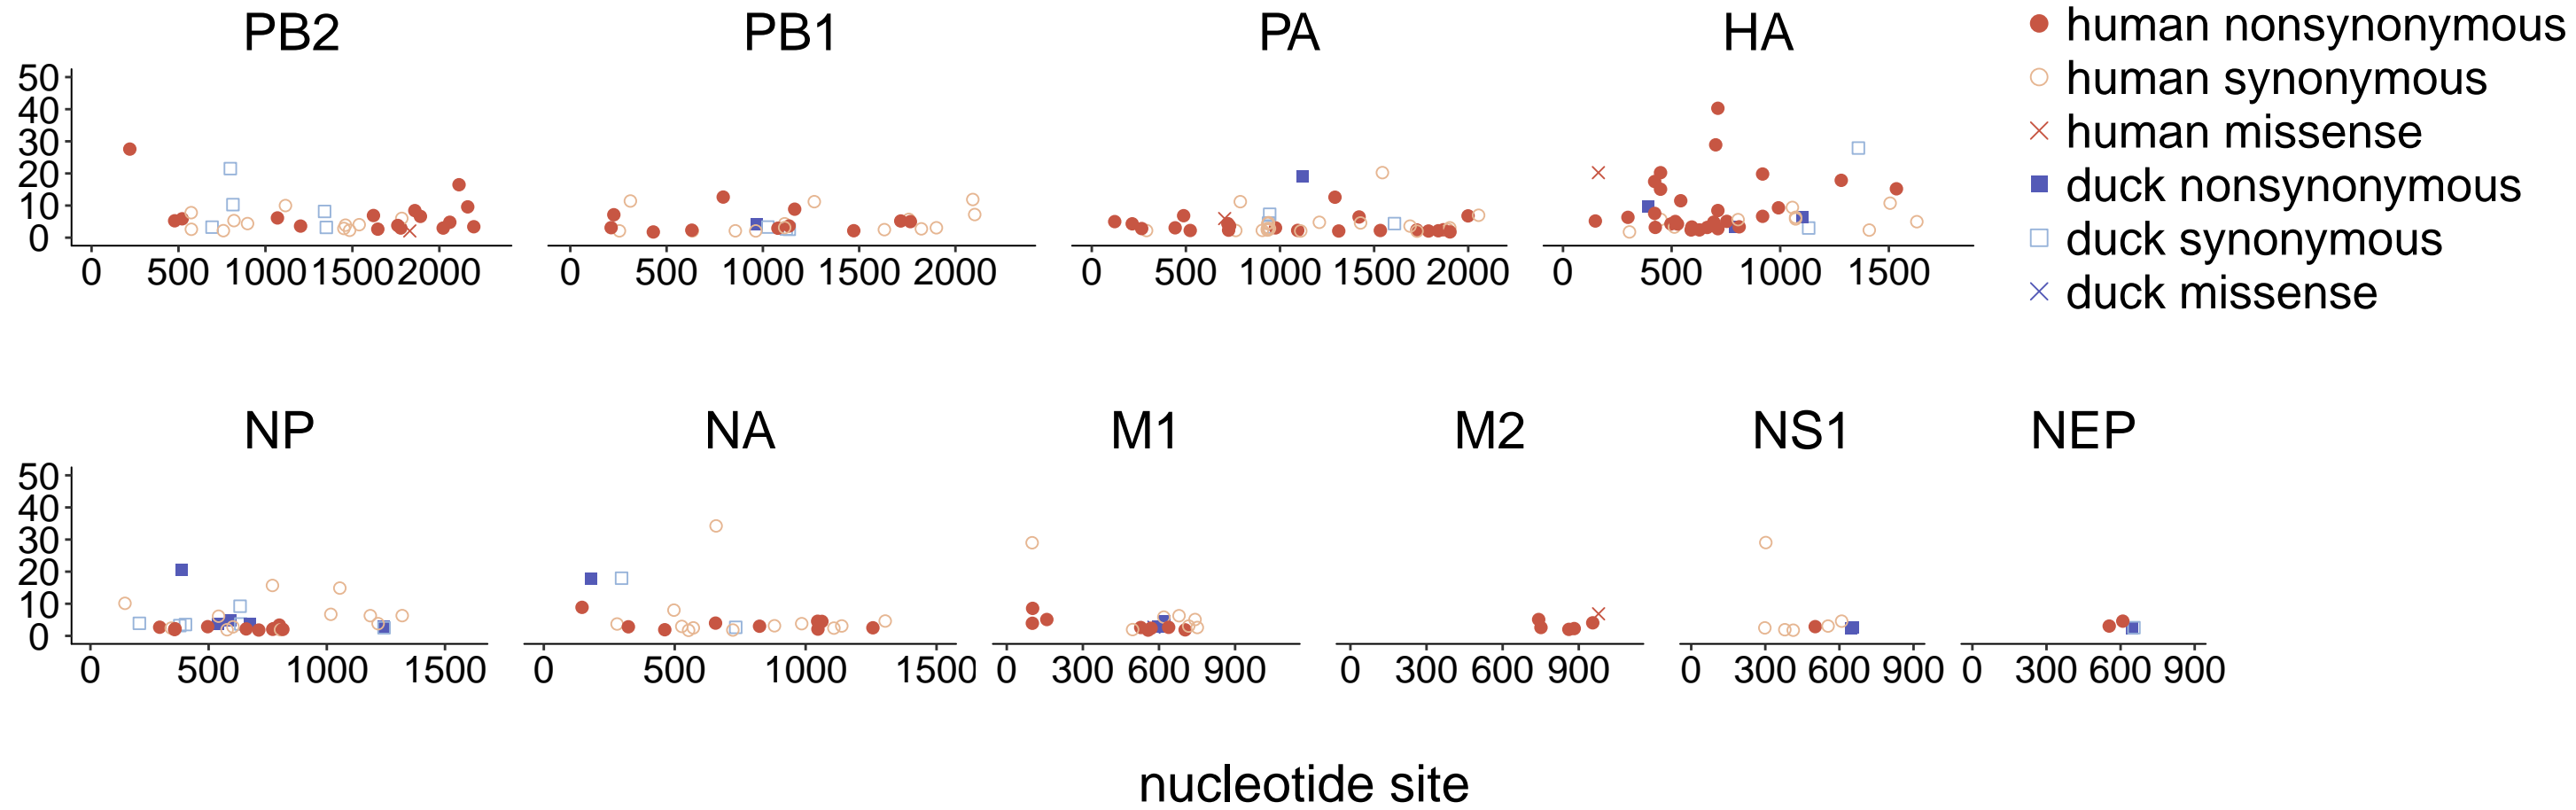 PB2 PB1 PA HA
human nonsynonymous
human synonymous
human missense
duck nonsynonymous
duck synonymous
duck missense
50
40
30
20
10
0
0 500 1000 1500 2000 0 500 1000 1500 2000 0 500 1000 1500 2000 0 500 1000 1500
NP NA M1 M2 NS1 NEP
50
40
30
20
10
0
0 500 1000 1500 0 500 1000 1500 0 300 600 900 0 300 600 900 0 300 600 900 0 300 600 900
nucleotide site